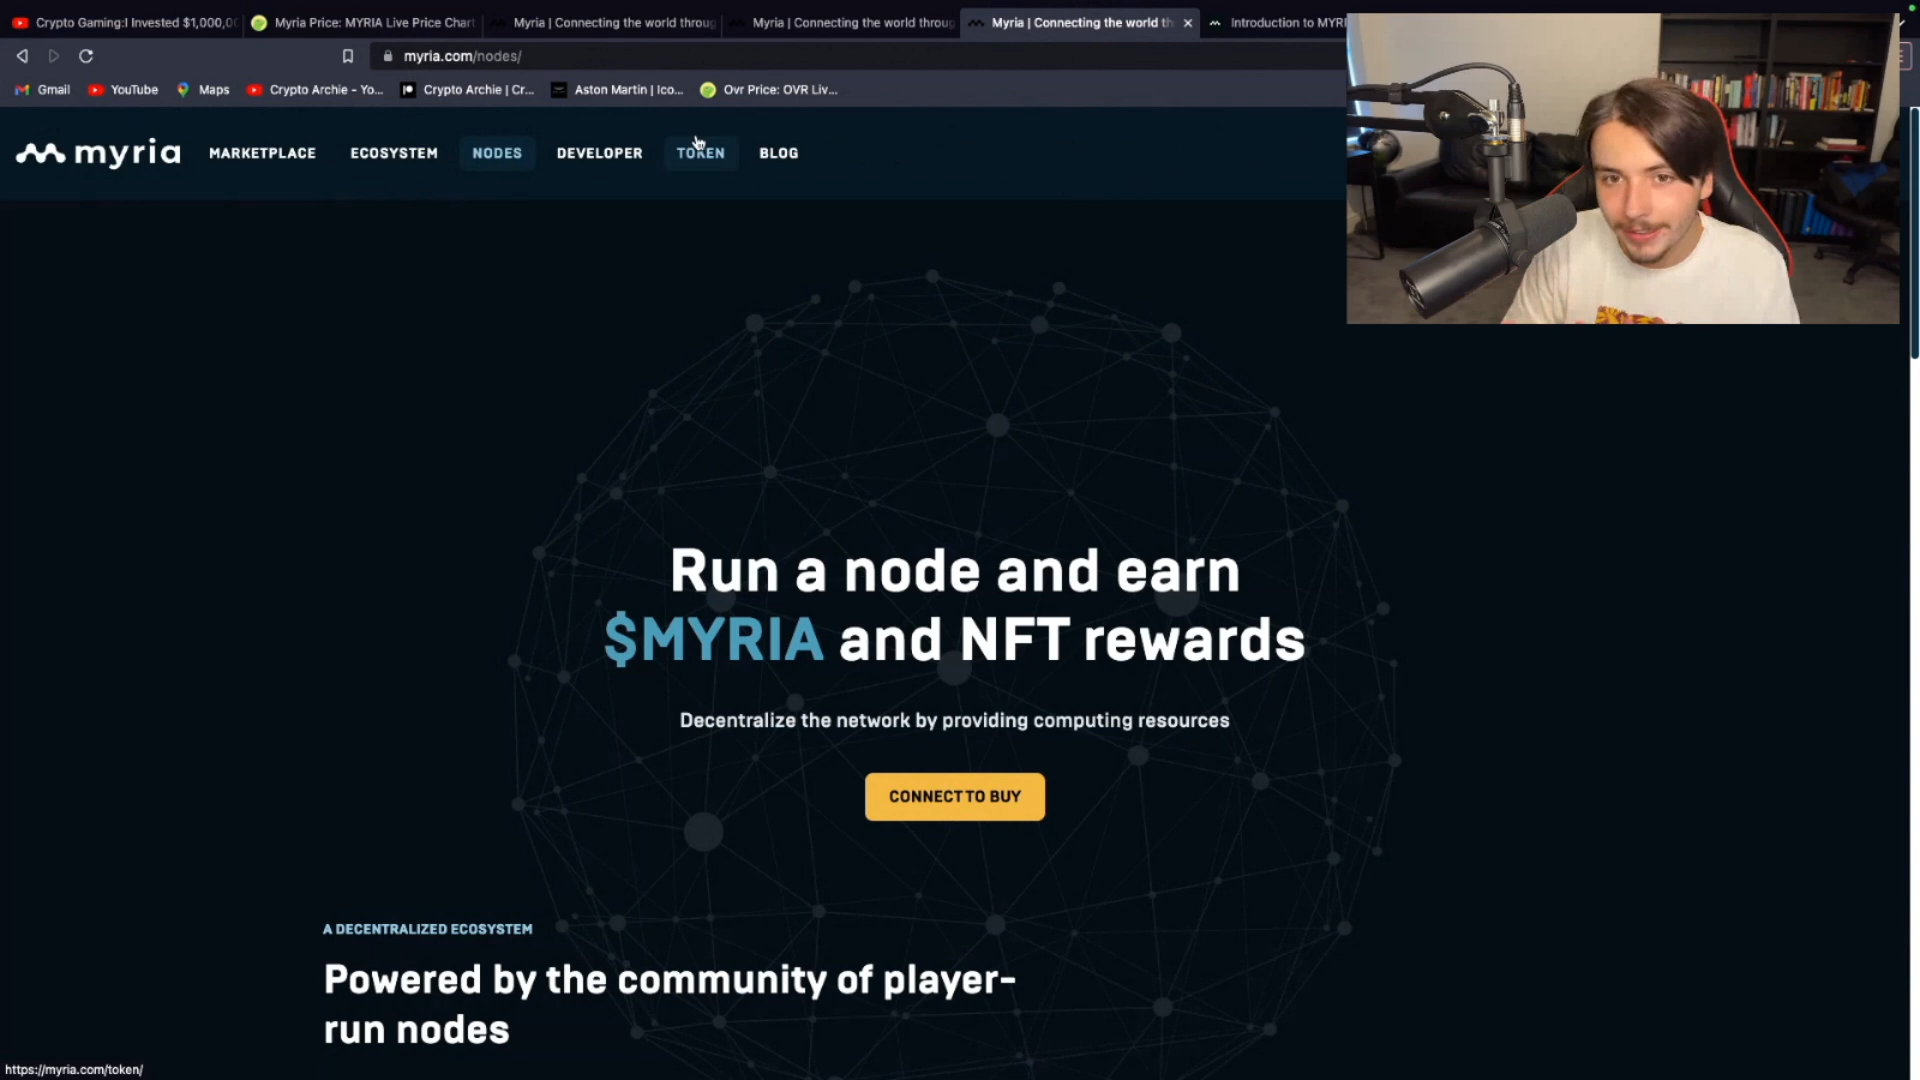 Crypto Gaming:I Invested $1,000,0
Myria Price: MYRIA Live Price Chart
Myria | Connecting the world throug
Myria | Connecting the world throug
Myria | Connecting the world th
Introduction to MYRI
myria.com/nodes/
Gmail
YouTube
Maps
Crypto Archie - Yo...
Crypto Archie | Cr...
Aston Martin | Ico...
Ovr Price: OVR Liv...
myria
MARKETPLACE
ECOSYSTEM
NODES
DEVELOPER
TOKEN
BLOG
Run a node and earn
$MYRIA and NFT rewards
Decentralize the network by providing computing resources
CONNECT TO BUY
A DECENTRALIZED ECOSYSTEM
Powered by the community of player-
run nodes
https://myria.com/token/